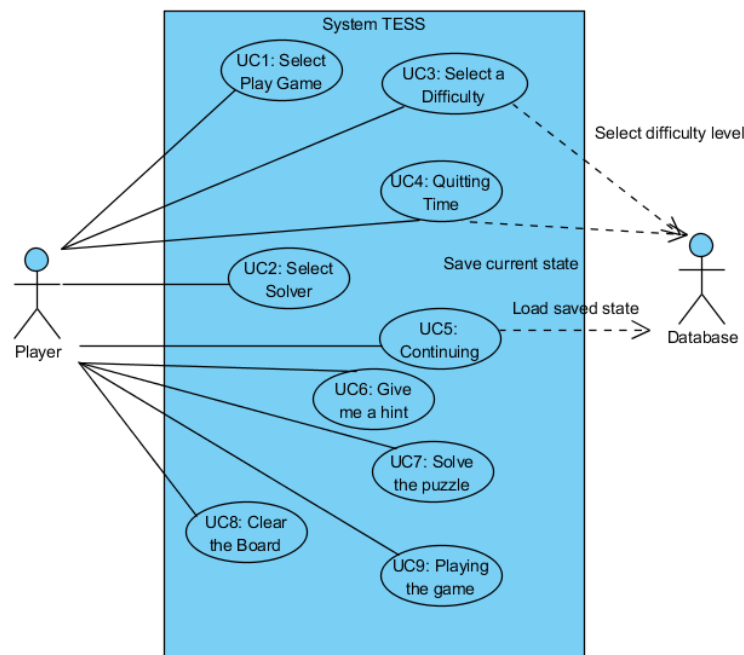 System TESS
UC1: Select
Play Game
UC3: Select a
Difficulty
Select difficulty level
UC4: Quitting
Time
Save current state
UC2: Select
Solver
Load saved state
UC5:
Continuing
Player
Database
UC6: Give
me a hint
UC7: Solve
the puzzle
UC8: Clear
the Board
UC9: Playing
the game